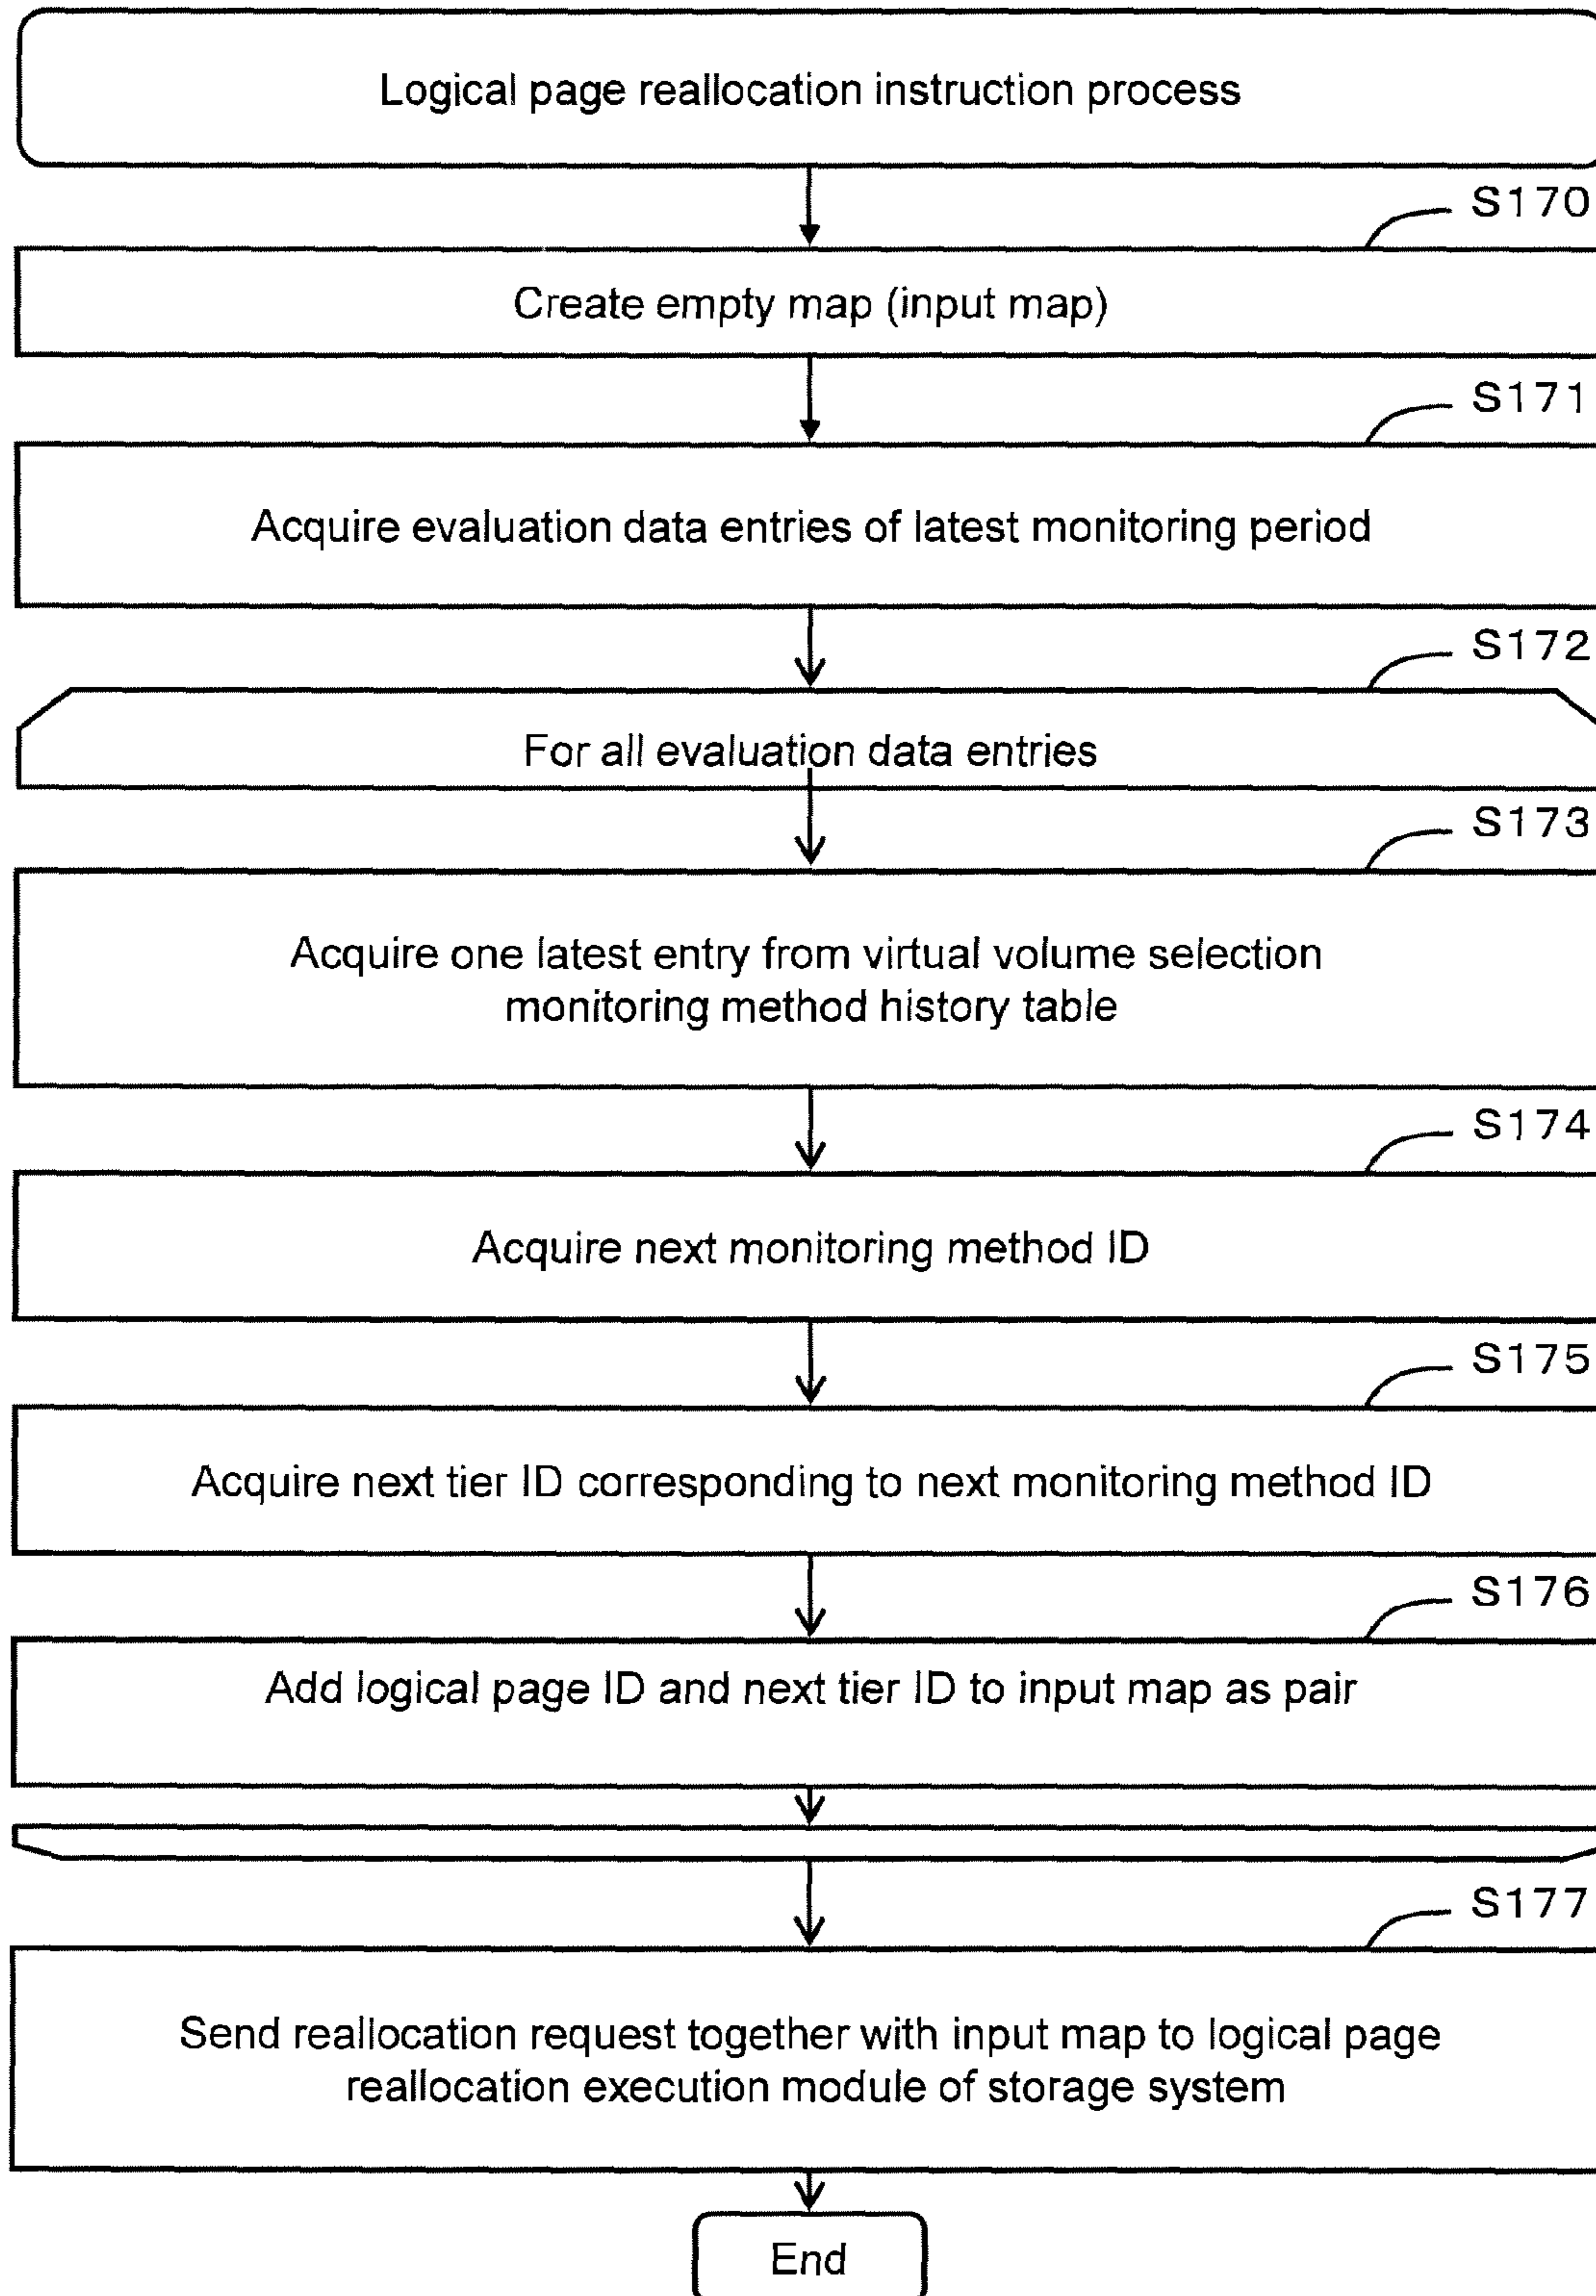 Logical page reallocation instruction process
S170
Create empty map (input map)
S171
Acquire evaluation data entries of latest monitoring period
S172
For all evaluation data entries
S173
Acquire one latest entry from virtual volume selection
monitoring method history table
S174
Acquire next monitoring method ID
S175
Acquire next tier ID corresponding to next monitoring method ID
S176
Add logical page ID and next tier ID to input map as pair
S177
Send reallocation request together with input map to logical page
reallocation execution module of storage system
End